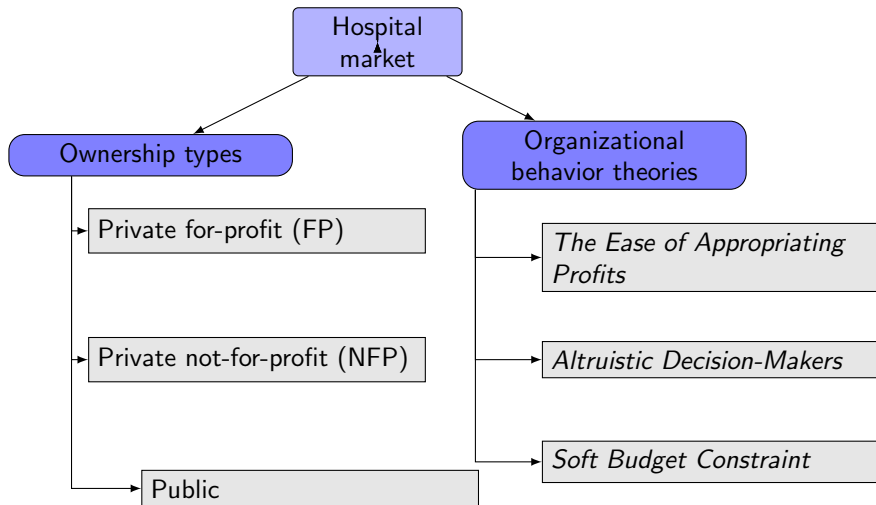 Hospital
market
Ownership types
Private for-profit (FP)
Private not-for-profit (NFP)
Public
Organizational
behavior theories
The Ease of Appropriating
Profits
Altruistic Decision-Makers
Soft Budget Constraint